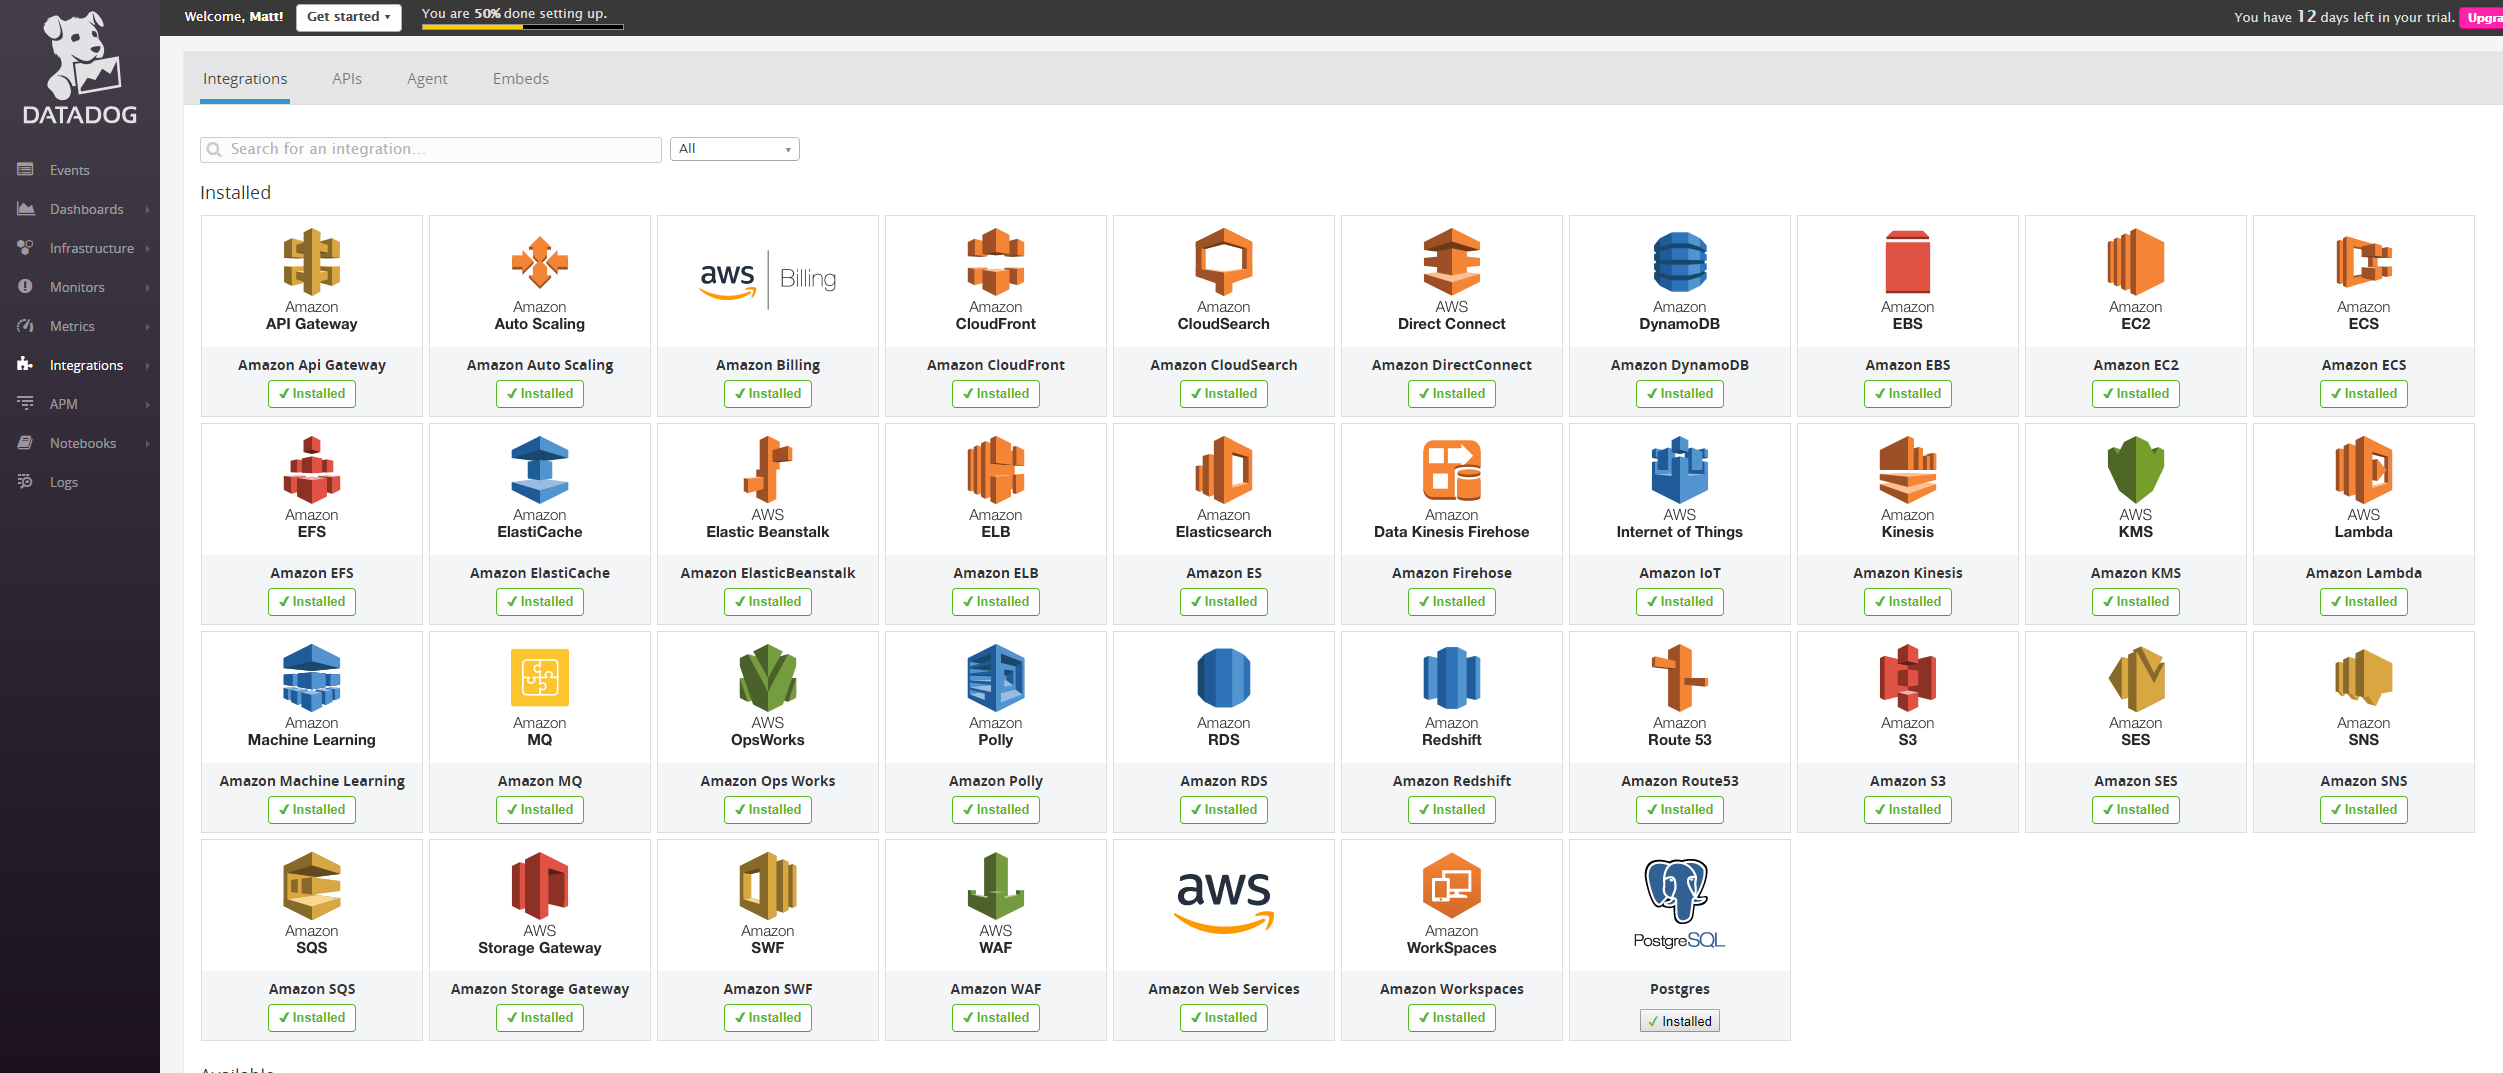 DATADOG
Welcome, Matt!
Get started
You are 50% done setting up.
You have 12 days left in your trial.
Events
Dashboards
Infrastructure
Monitors
Metrics
Integrations
APM
Notebooks
Logs
Integrations APIs Agent Embeds
Search for an integration...
All
Installed
Amazon
API Gateway
Amazon Api Gateway
Installed
Amazon
Auto Scaling
Amazon Auto Scaling
Installed
aws Billing
Amazon Billing
Installed
Amazon
CloudFront
Amazon CloudFront
Installed
Amazon
CloudSearch
Amazon CloudSearch
Installed
AWS
Direct Connect
Amazon DirectConnect
Installed
Amazon
DynamoDB
Amazon DynamoDB
Installed
Amazon
EBS
Amazon EBS
Installed
Amazon
EC2
Amazon EC2
Installed
Amazon
ECS
Amazon ECS
Installed
Amazon
EFS
Amazon EFS
Installed
Amazon
ElastiCache
Amazon ElastiCache
Installed
AWS
Elastic Beanstalk
Amazon ElasticBeanstalk
Installed
Amazon
ELB
Amazon ELB
Installed
Amazon
Elasticsearch
Amazon ES
Installed
Amazon
Data Kinesis Firehose
Amazon Firehose
Installed
AWS
Internet of Things
Amazon IoT
Installed
Amazon
Kinesis
Amazon Kinesis
Installed
AWS
KMS
Amazon KMS
Installed
AWS
Lambda
Amazon Lambda
Installed
Amazon
Machine Learning
Amazon Machine Learning
Installed
Amazon
MQ
Amazon MQ
Installed
AWS
OpsWorks
Amazon Ops Works
Installed
Amazon
Polly
Amazon Polly
Installed
Amazon
RDS
Amazon RDS
Installed
Amazon
Redshift
Amazon Redshift
Installed
Amazon
Route 53
Amazon Route53
Installed
Amazon
S3
Amazon S3
Installed
Amazon
SES
Amazon SES
Installed
Amazon
SNS
Amazon SNS
Installed
Amazon
SQS
Amazon SQS
Installed
AWS
Storage Gateway
Amazon Storage Gateway
Installed
Amazon
SWF
Amazon SWF
Installed
AWS
WAF
Amazon WAF
Installed
aws
Amazon Web Services
Installed
Amazon
WorkSpaces
Amazon Workspaces
Installed
PostgreSQL
Postgres
Installed